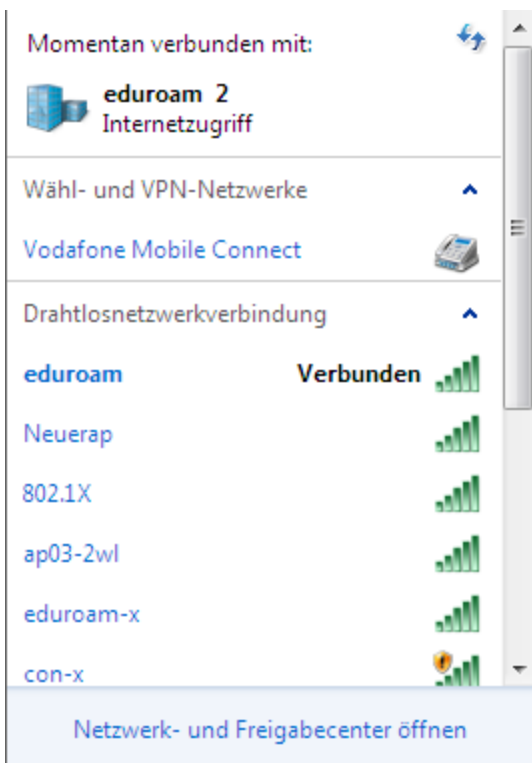 Momentan verbunden mit:
eduroam 2
Internetzugriff
Wähl- und VPN-Netzwerke
Vodafone Mobile Connect
Drahtlosnetzwerkverbindung
eduroam Verbunden
Neuerap
802.1X
ap03-2wl
eduroam-x
con-x
Netzwerk- und Freigabecenter öffnen